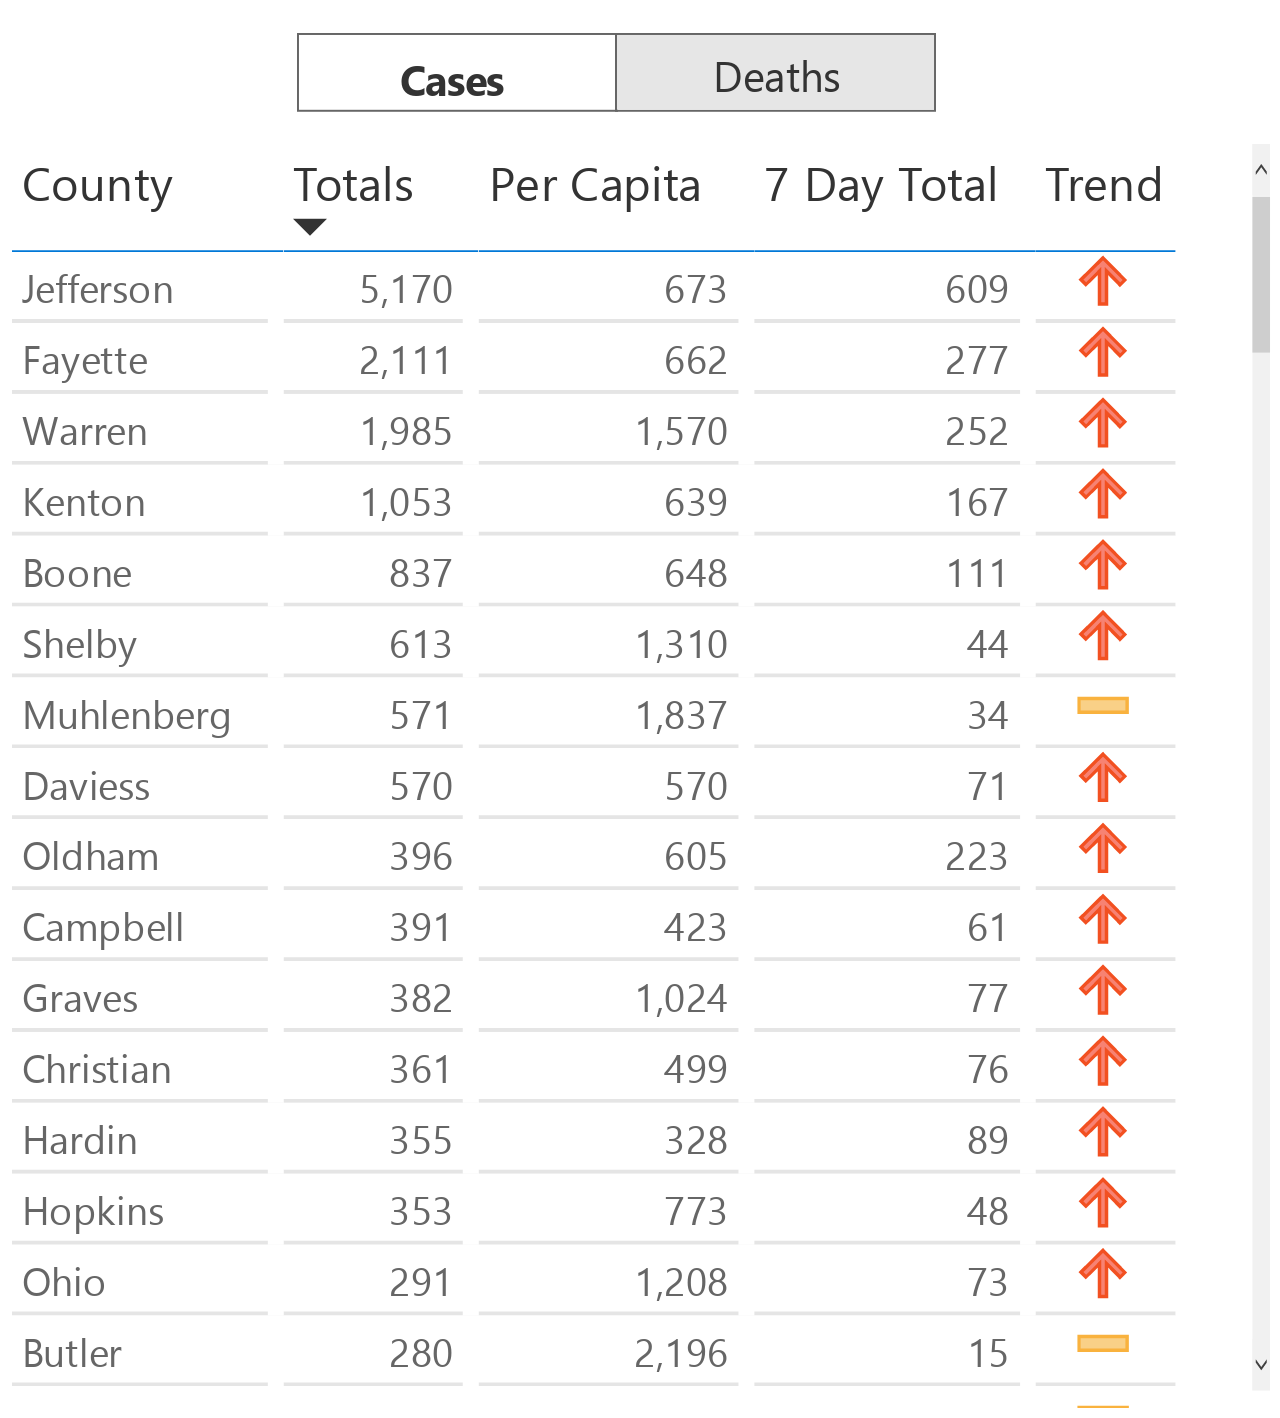 Cases Deaths
County Totals Per Capita 7 Day Total Trend
Jefferson 5,170 673 609
Fayette 2,111 662 277
Warren 1,985 1,570 252
Kenton 1,053 639 167
Boone 837 648 111
Shelby 613 1,310 44
Muhlenberg 571 1,837 34
Daviess 570 570 71
Oldham 396 605 223
Campbell 391 423 61
Graves 382 1,024 77
Christian 361 499 76
Hardin 355 328 89
Hopkins 353 773 48
Ohio 291 1,208 73
Butler 280 2,196 15